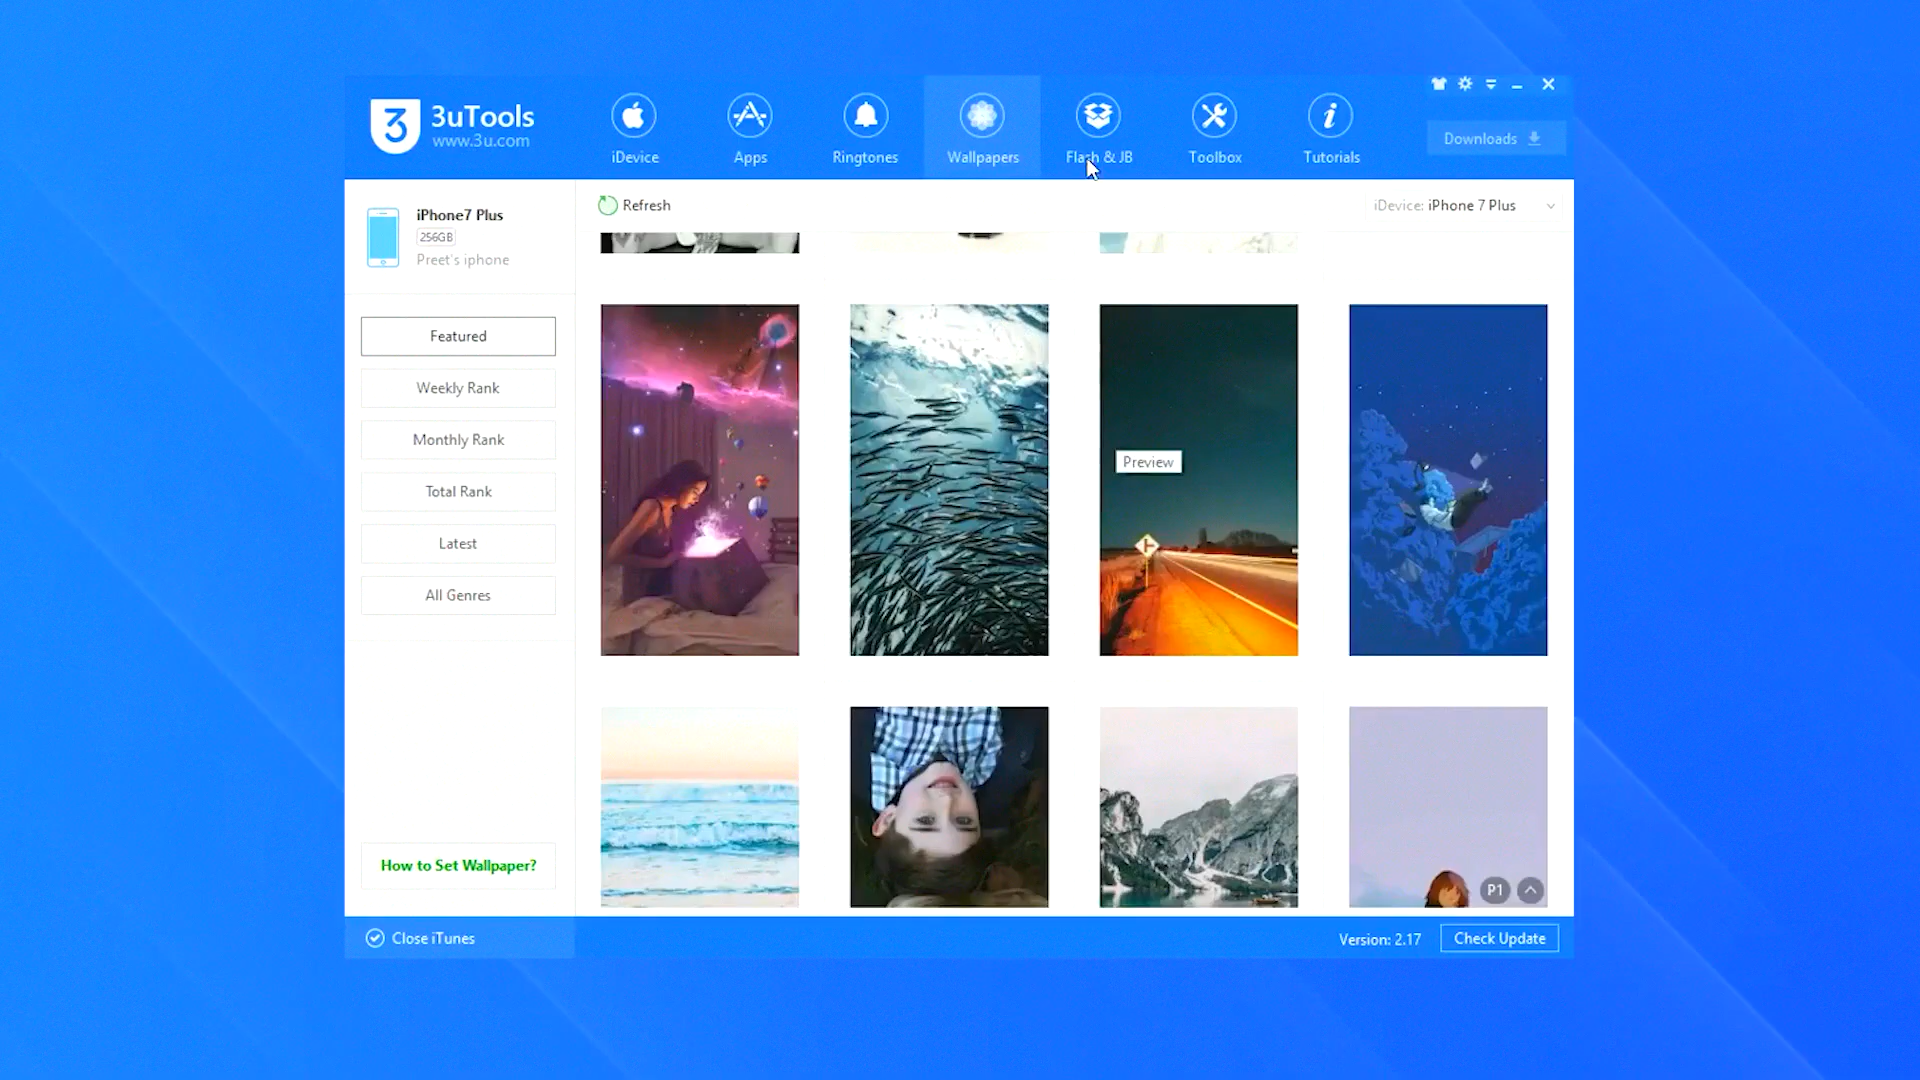 3 3uTools
www.3u.com
iDevice
Apps
Ringtones
Wallpapers
Flash & JB
Toolbox
i
Tutorials
Downloads
iPhone7 Plus
256GB
Preet's iphone
Refresh
iDevice: iPhone 7 Plus
Featured
Weekly Rank
Monthly Rank
Total Rank
Latest
All Genres
Preview
How to Set Wallpaper?
P1
Close iTunes
Version: 2.17
Check Update